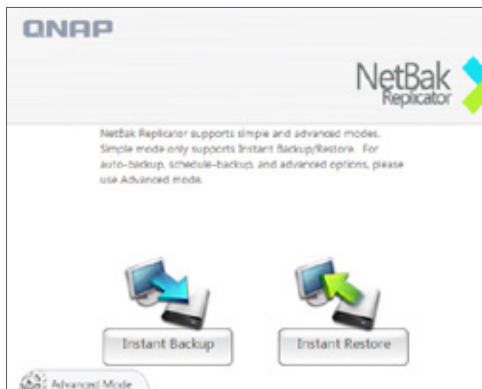 QNAP
NetBak
Replicator
NetBak Replicator supports simple and advanced modes.
Simple mode only supports Instant Backup/Restore. For
auto-backup, schedule-backup, and advanced options, please
use Advanced mode.
Instant Backup
Instant Restore
Advanced Mode